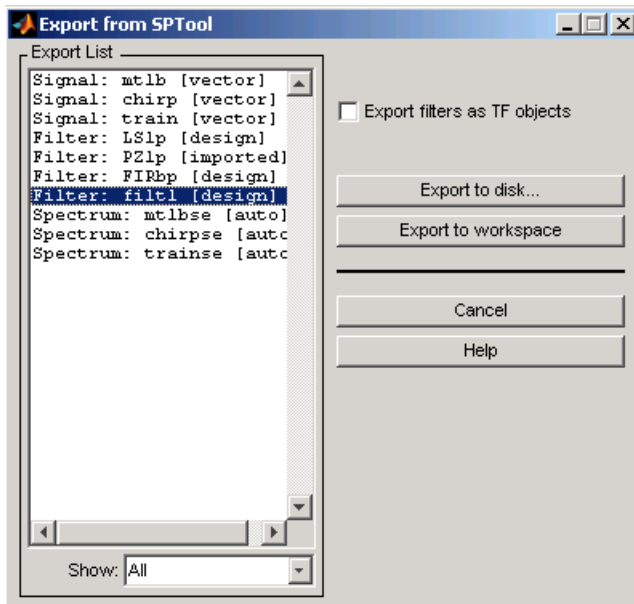 Export from SPTool
Export List
Signal: mtlb [vector]
Signal: chirp [vector]
Signal: train [vector]
Filter: LSlp [design]
Filter: PZlp [imported]
Filter: FIRbp [design]
Filter: filt1 [design]
Spectrum: mtlbse [auto]
Spectrum: chirpse [auto
Spectrum: trainse [auto
Show: All
Export filters as TF objects
Export to disk...
Export to workspace
Cancel
Help